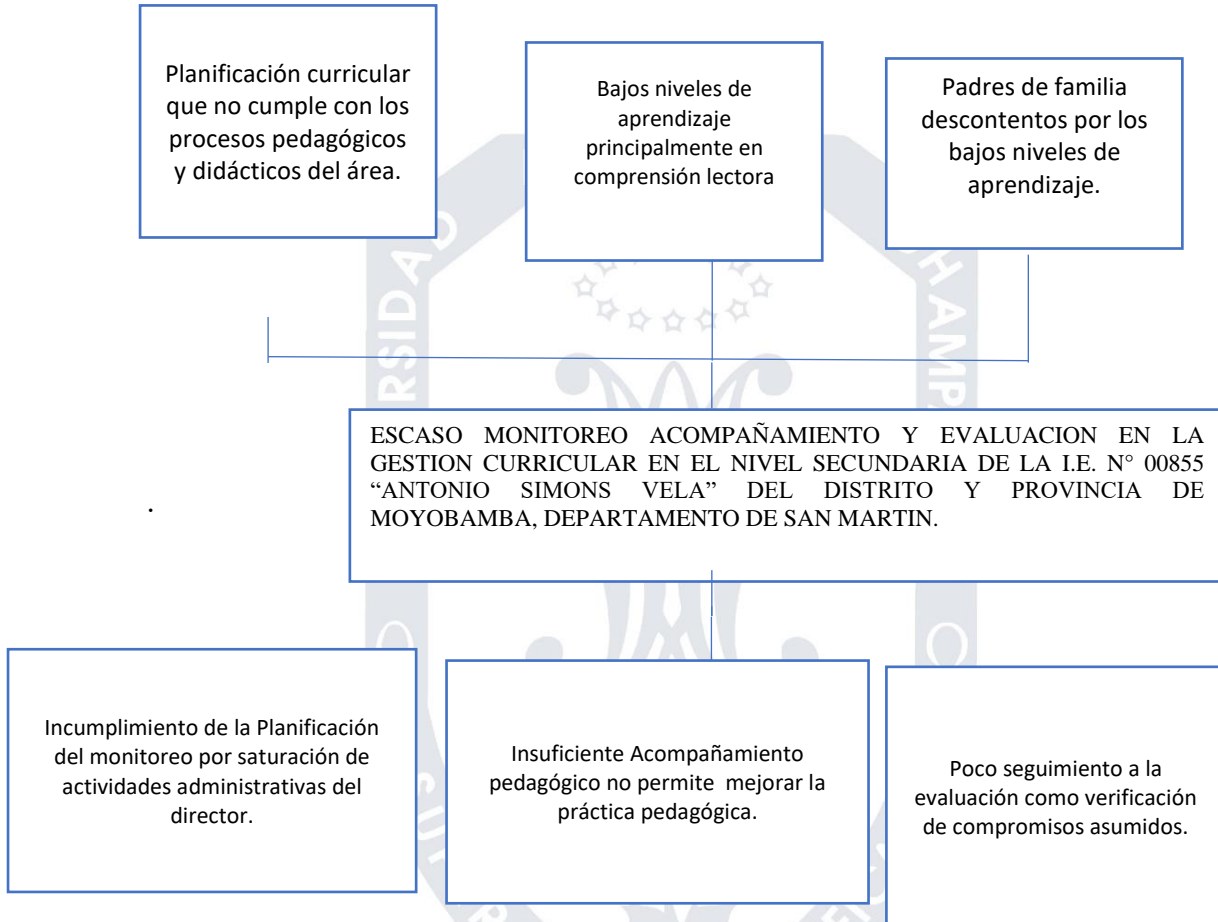 Planificación curricular
que no cumple con los
procesos pedagógicos
y didácticos del área.
Bajos niveles de
aprendizaje
principalmente en
comprensión lectora
Padres de familia
descontentos por los
bajos niveles de
aprendizaje.
RSIDAD
CHAMP
ESCASO MONITOREO ACOMPAÑAMIENTO Y EVALUACION EN LA
GESTION CURRICULAR EN EL NIVEL SECUNDARIA DE LA I.E. N° 00855
“ANTONIO SIMONS VELA” DEL DISTRITO Y PROVINCIA DE
MOYOBAMBA, DEPARTAMENTO DE SAN MARTIN.
.
Incumplimiento de la Planificación
del monitoreo por saturación de
actividades administrativas del
director.
Insuficiente Acompañamiento
pedagógico no permite mejorar la
práctica pedagógica.
Poco seguimiento a la
evaluación como verificación
de compromisos asumidos.